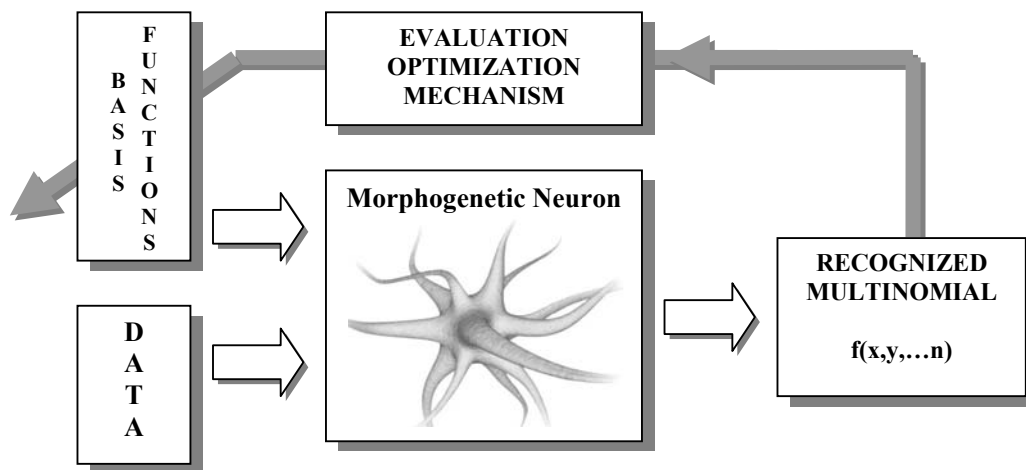 BASIS
FUNCTIONS
EVALUATION
OPTIMIZATION
MECHANISM
Morphogenetic Neuron
DATA
RECOGNIZED
MULTINOMIAL
f(x,y,…n)